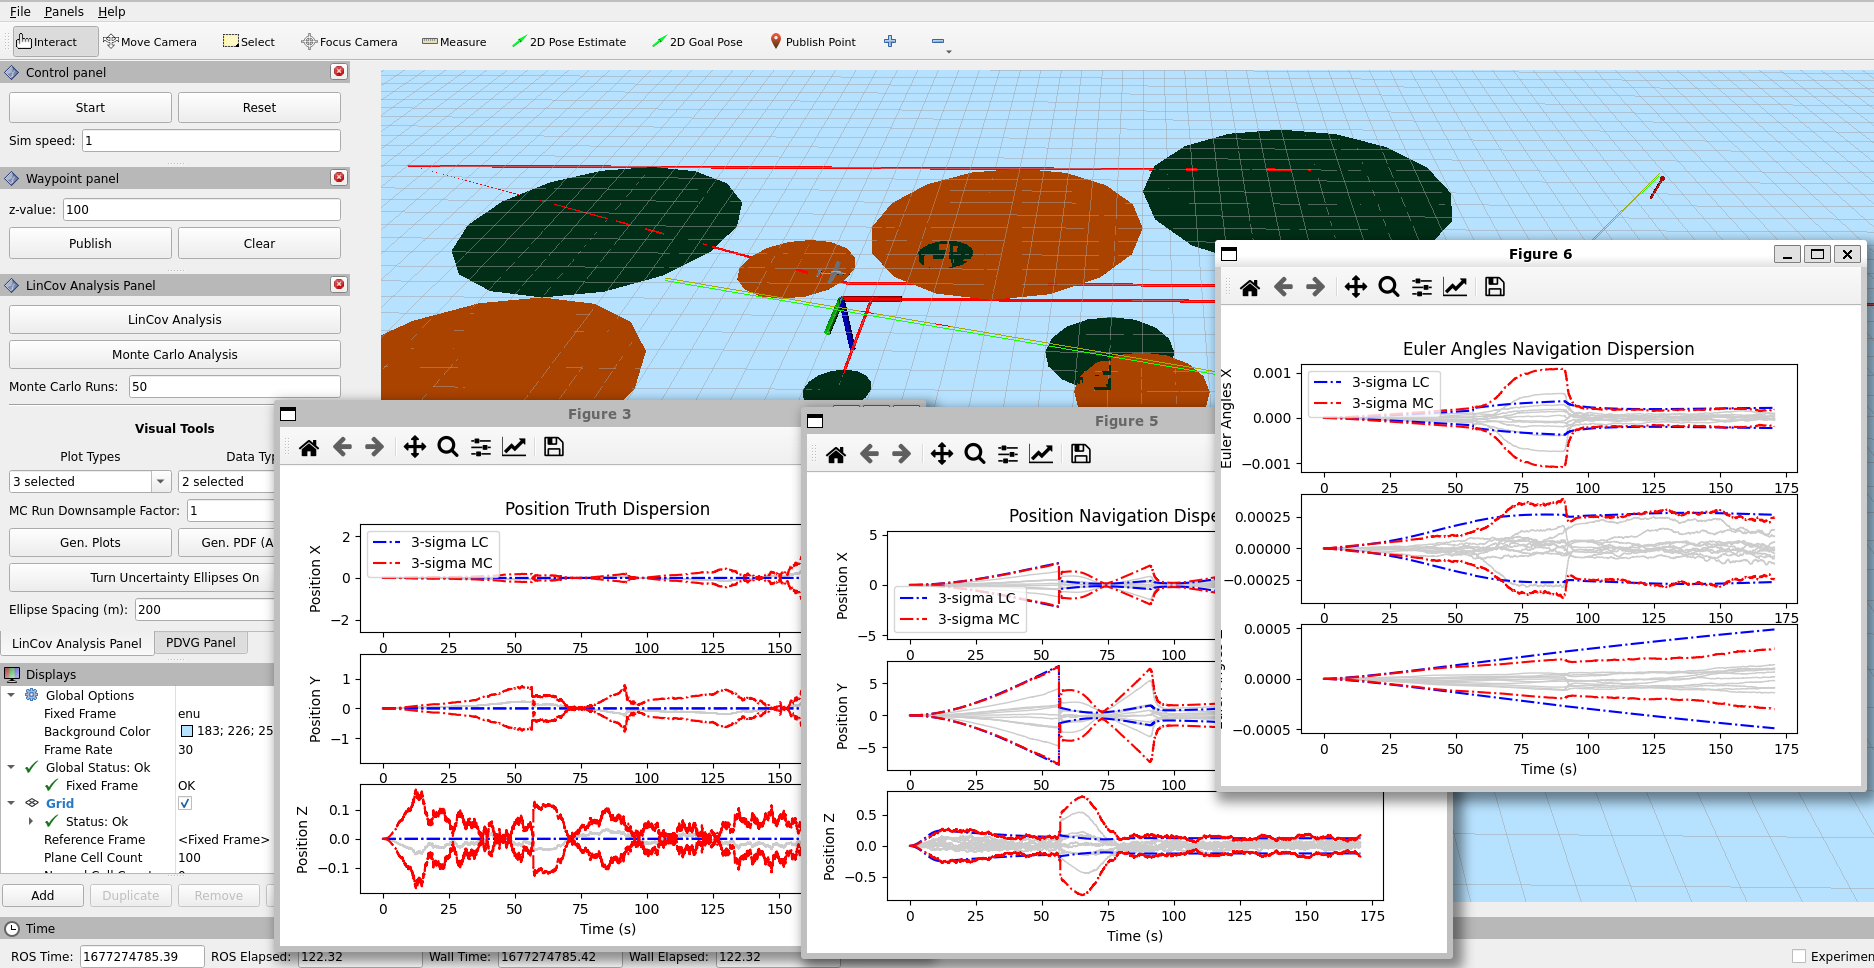 File Panels Help
Interact Move Camera Select Focus Camera Measure 2D Pose Estimate 2D Goal Pose Publish Point
Control panel
Start Reset
Sim speed: 1
Waypoint panel
z-value: 100
Publish Clear
LinCov Analysis Panel
LinCov Analysis
Monte Carlo Analysis
Monte Carlo Runs: 50
Visual Tools
Plot Types Data Typ
3 selected 2 selected
MC Run Downsample Factor: 1
Gen. Plots Gen. PDF (A
Turn Uncertainty Ellipses On
Ellipse Spacing (m): 200
LinCov Analysis Panel PDVG Panel
Displays
Global Options
Fixed Frame enu
Background Color 183; 226; 25
Frame Rate 30
Global Status: Ok
Fixed Frame OK
Grid
Status: Ok
Reference Frame <Fixed Frame>
Plane Cell Count 100
Add Duplicate Remove
Time
ROS Time: 1677274785.39 ROS Elapsed: 122.32 Wall Time: 1677274785.42 Wall Elapsed: 122.32 Experimen
Figure 3
Position Truth Dispersion
3-sigma LC
3-sigma MC
Position X
2
0
−2
0 25 50 75 100 125 150
Position Y
1
0
−1
0 25 50 75 100 125 150
Position Z
0.1
0.0
−0.1
0 25 50 75 100 125 150
Time (s)
Figure 5
Position Navigation Dispe
Position X
5
0
−5
3-sigma LC
3-sigma MC
0 25 50 75 100
Position Y
5
0
−5
0 25 50 75 100
Position Z
0.5
0.0
−0.5
0 25 50 75 100 125 150 175
Time (s)
Figure 6
Euler Angles Navigation Dispersion
Euler Angles X
0.001
0.000
−0.001
3-sigma LC
3-sigma MC
0 25 50 75 100 125 150 175
0.00025
0.00000
−0.00025
0 25 50 75 100 125 150 175
0.0005
0.0000
−0.0005
0 25 50 75 100 125 150 175
Time (s)